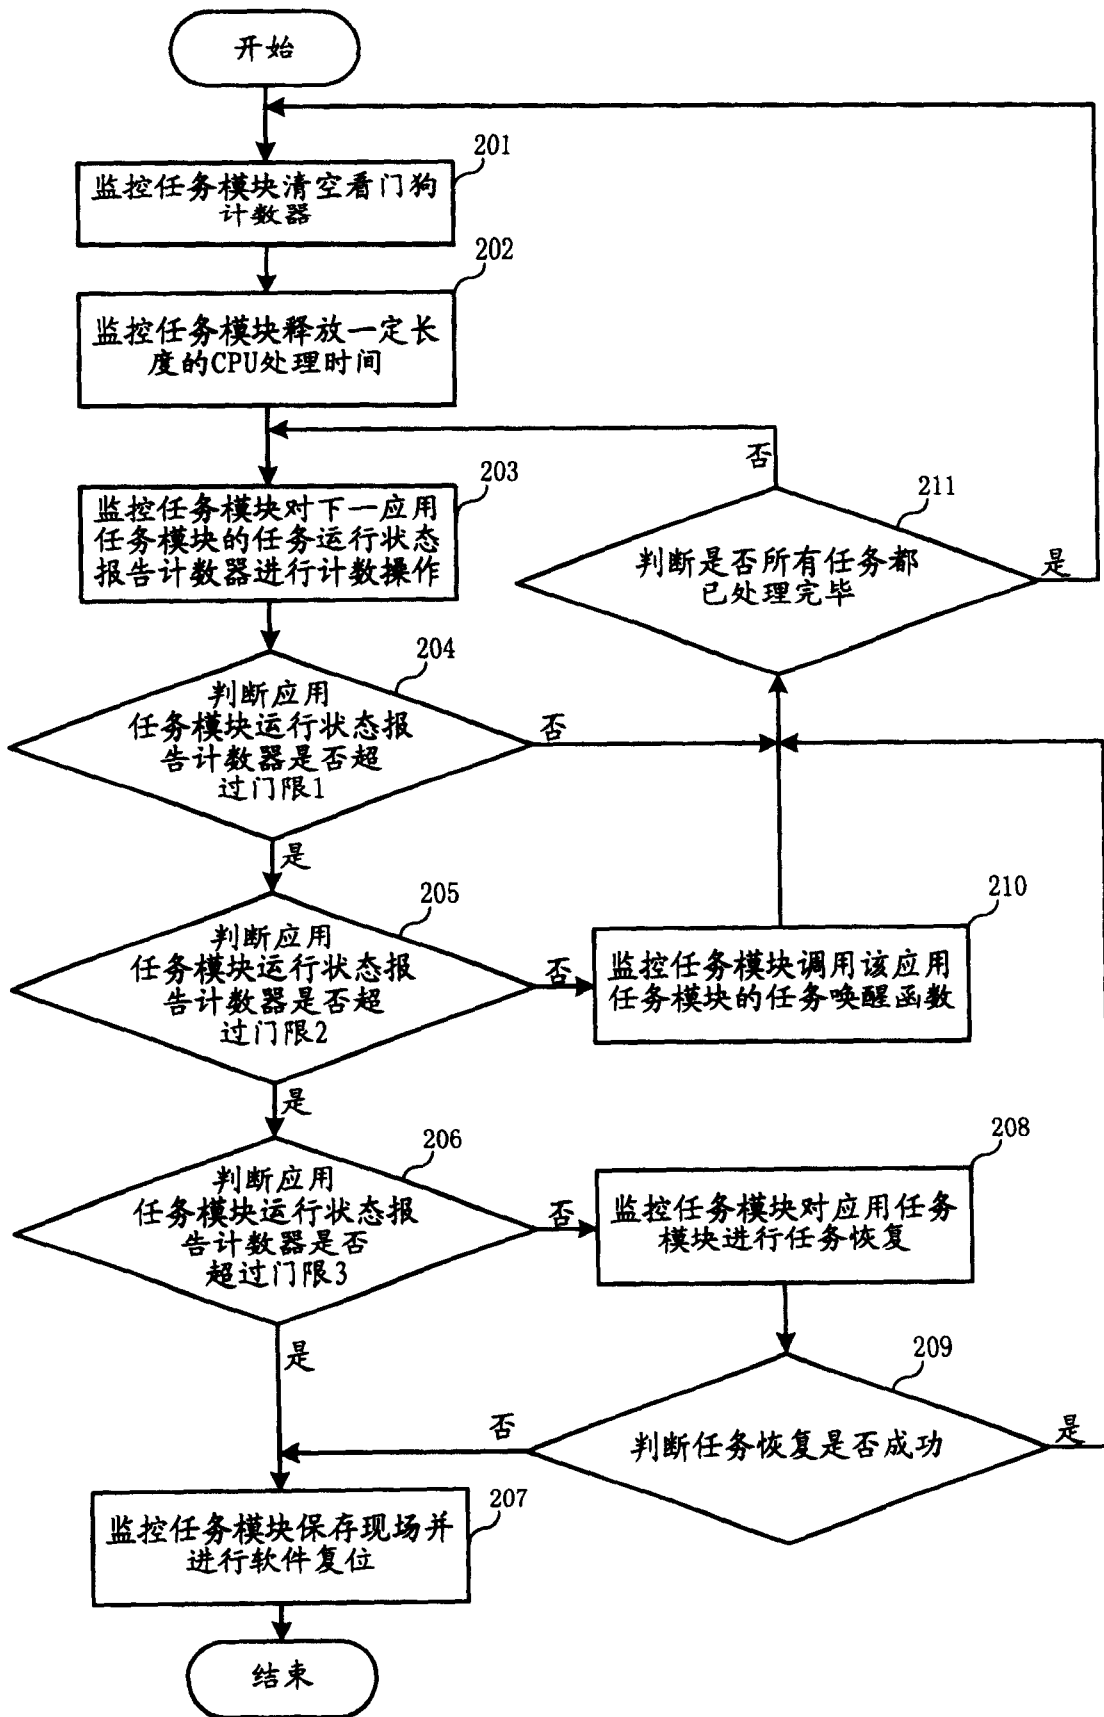 开始
201
监控任务模块清空看门狗
计数器
202
监控任务模块释放一定长
度的CPU处理时间
否
203
监控任务模块对下一应用
任务模块的任务运行状态
报告计数器进行计数操作
211
判断是否所有任务都
已处理完毕
是
204
判断应用
任务模块运行状态报
告计数器是否超
过门限1
否
是
205
判断应用
任务模块运行状态报
告计数器是否超
过门限2
否
210
监控任务模块调用该应用
任务模块的任务唤醒函数
是
206
判断应用
任务模块运行状态报
告计数器是否
超过门限3
否
208
监控任务模块对应用任务
模块进行任务恢复
是
209
判断任务恢复是否成功
否
是
207
监控任务模块保存现场并
进行软件复位
结束